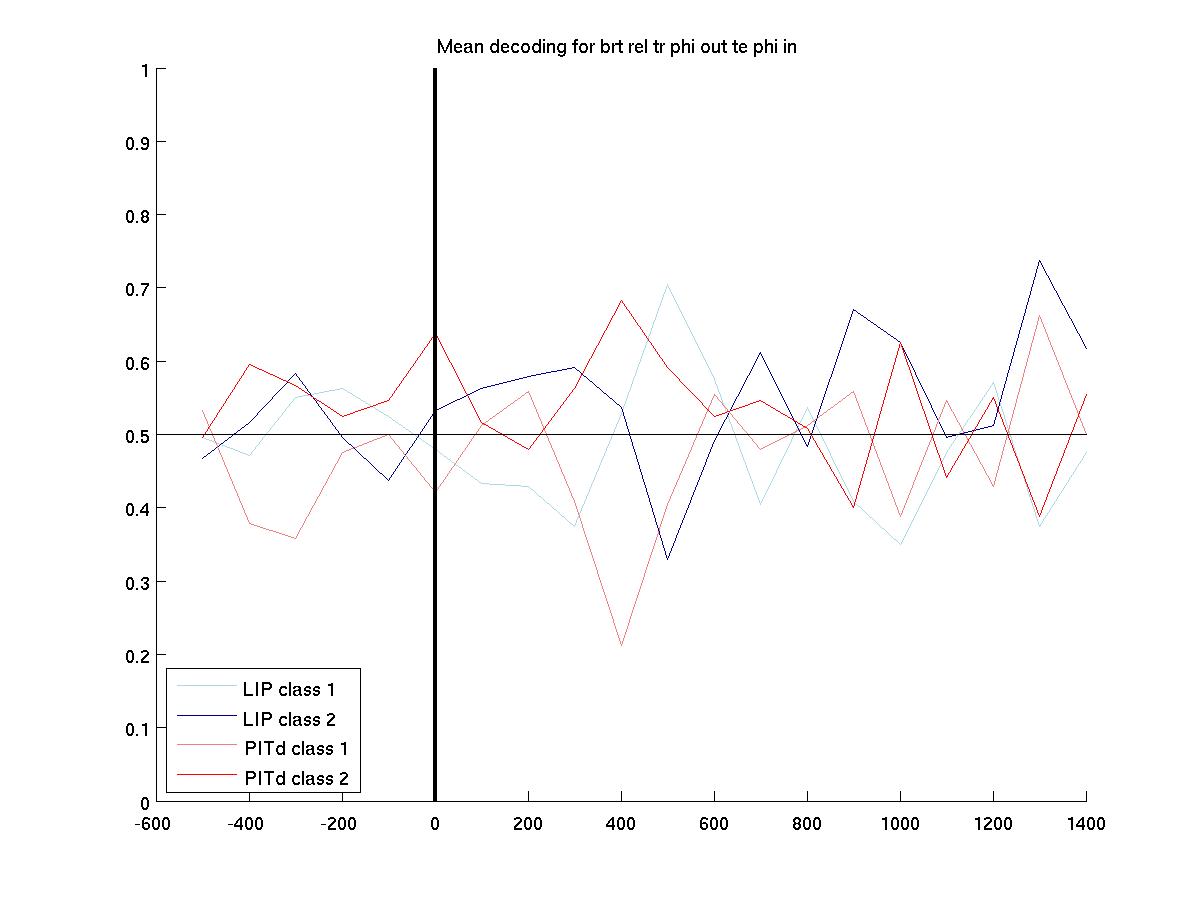 Mean decoding for brt rel tr phi out te phi in
1
0.9
0.8
0.7
0.6
0.5
0.4
0.3
0.2
0.1
0
LIP class 1
LIP class 2
PITd class 1
PITd class 2
-600 -400 -200 0 200 400 600 800 1000 1200 1400